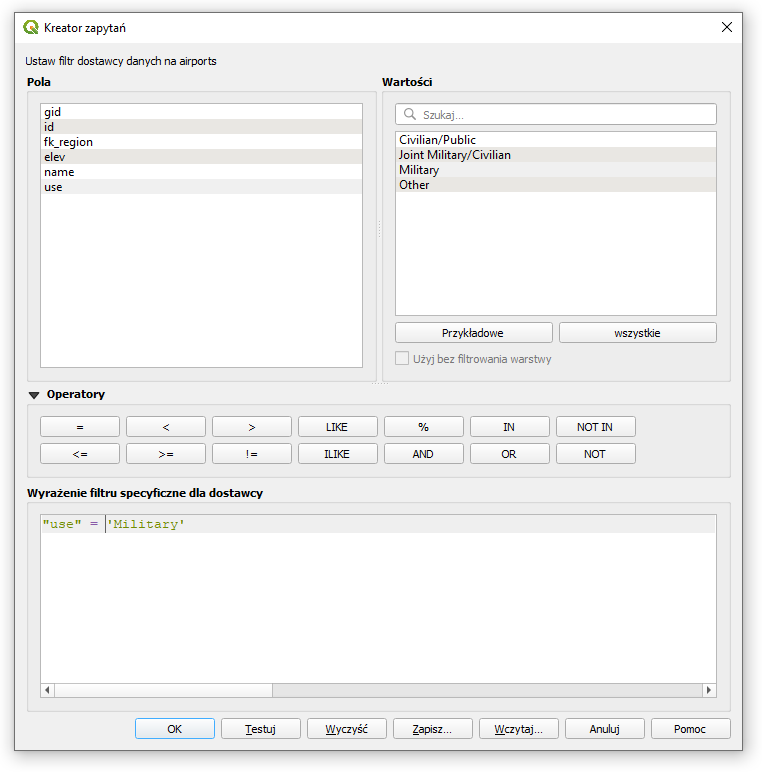 Kreator zapytań
Ustaw filtr dostawcy danych na airports
Pola
gid
id
fk_region
elev
name
use
Wartości
Szukaj...
Civilian/Public
Joint Military/Civilian
Military
Other
Przykładowe wszystkie
Użyj bez filtrowania warstwy
Operatory
= < > LIKE % IN NOT IN
<= >= != ILIKE AND OR NOT
Wyrażenie filtru specyficzne dla dostawcy
"use" = 'Military'
OK Testuj Wyczyść Zapisz... Wczytaj... Anuluj Pomoc